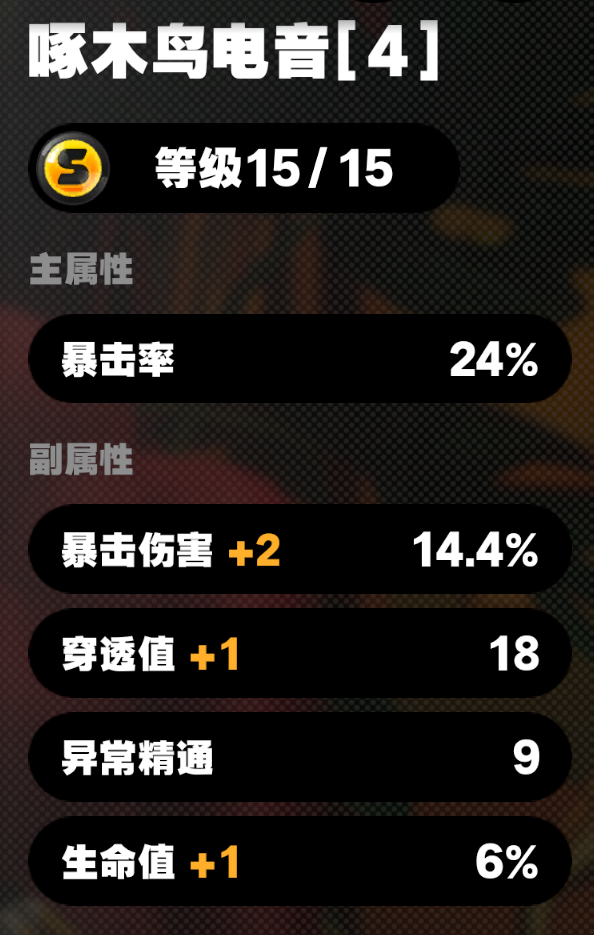 啄木鸟电音[4]
S 等级15/15
主属性
暴击率 24%
副属性
暴击伤害 +2 14.4%
穿透值 +1 18
异常精通 9
生命值 +1 6%